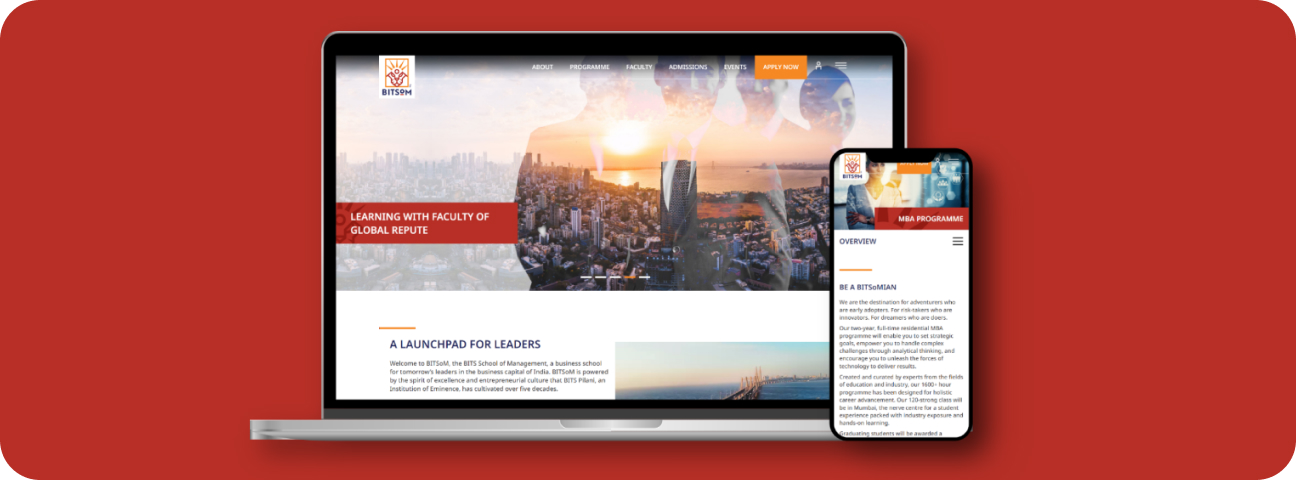 BITSoM
ABOUT PROGRAMME FACULTY ADMISSIONS EVENTS APPLY NOW
LEARNING WITH FACULTY OF
GLOBAL REPUTE
A LAUNCHPAD FOR LEADERS
Welcome to BITSoM, the BITS School of Management, a business school
for tomorrow's leaders in the business capital of India. BITSoM is powered
by the spirit of excellence and entrepreneurial culture that BITS Pilani, an
Institution of Eminence, has cultivated over five decades.
BITSoM
MBA PROGRAMME
OVERVIEW
BE A BITSoMIAN
We are the destination for adventurers who
are early adopters. For risk-takers who are
innovators. For dreamers who are doers.
Our two-year, full-time residential MBA
programme will enable you to set strategic
goals, empower you to handle complex
challenges through analytical thinking, and
encourage you to unleash the forces of
technology to deliver results.
Created and curated by experts from the fields
of education and industry, our 1600+ hour
programme has been designed for holistic
career advancement. Our 120-strong class will
be in Mumbai, the nerve centre for a student
experience packed with industry exposure and
hands-on learning.
Graduating students will be awarded a